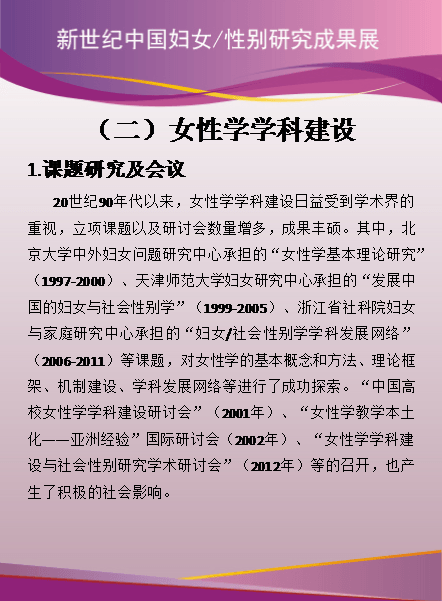 新世纪中国妇女/性别研究成果展
（二）女性学学科建设
1.课题研究及会议
20世纪90年代以来，女性学学科建设日益受到学术界的
重视，立项课题以及研讨会数量增多，成果丰硕。其中，北
京大学中外妇女问题研究中心承担的“女性学基本理论研究”
（1997-2000）、天津师范大学妇女研究中心承担的“发展中
国的妇女与社会性别学”（1999-2005）、浙江省社科院妇女
与家庭研究中心承担的“妇女/社会性别学学科发展网络”
（2006-2011）等课题，对女性学的基本概念和方法、理论框
架、机制建设、学科发展网络等进行了成功探索。“中国高
校女性学学科建设研讨会”（2001年）、“女性学教学本土
化——亚洲经验”国际研讨会（2002年）、“女性学学科建
设与社会性别研究学术研讨会”（2012年）等的召开，也产
生了积极的社会影响。